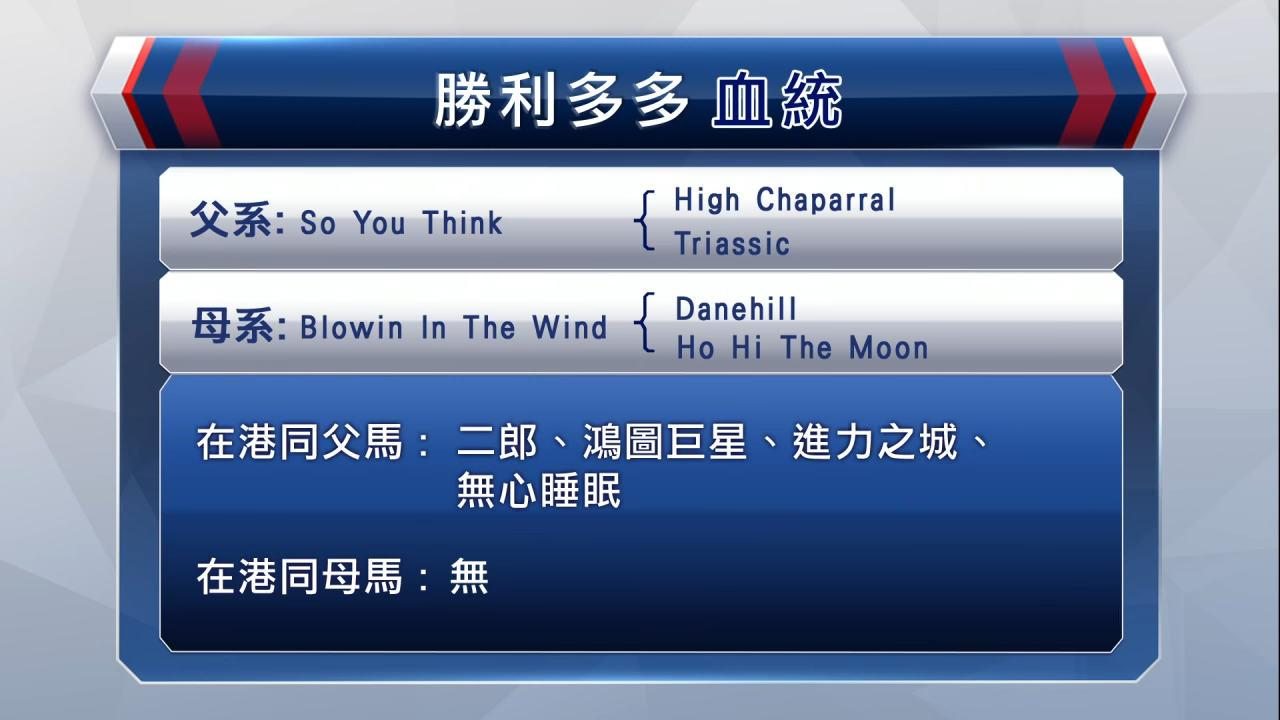 勝利多多 血統
父系: So You Think
High Chaparral
Triassic
母系: Blowin In The Wind
Danehill
Ho Hi The Moon
在港同父馬： 二郎、鴻圖巨星、進力之城、
無心睡眠
在港同母馬：無